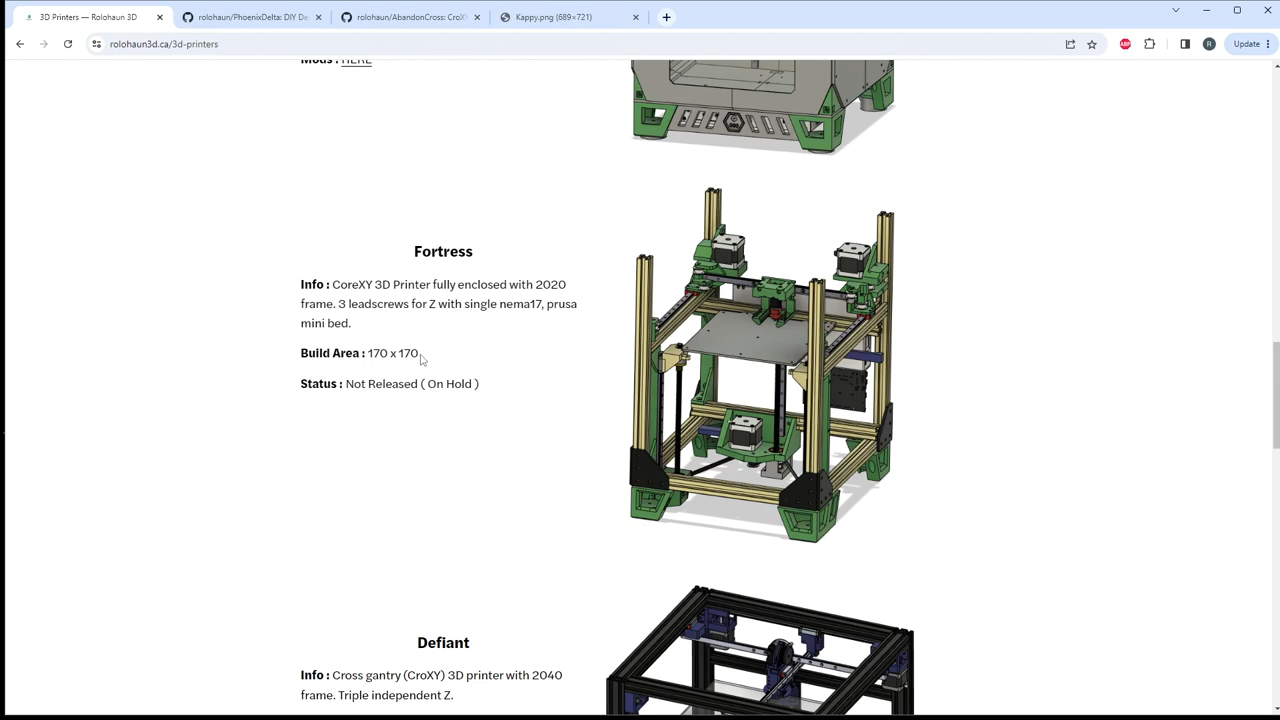 3D Printers — Rolohaun 3D
rolohaun/PhoenixDelta: DIY De
rolohaun/AbandonCross: CroX
Kappy.png (689×721)
rolohaun3d.ca/3d-printers
ABP
R
Update
Mods : HERE
Fortress
Info : CoreXY 3D Printer fully enclosed with 2020
frame. 3 leadscrews for Z with single nema17, prusa
mini bed.
Build Area : 170 x 170
Status : Not Released ( On Hold )
Defiant
Info : Cross gantry (CroXY) 3D printer with 2040
frame. Triple independent Z.